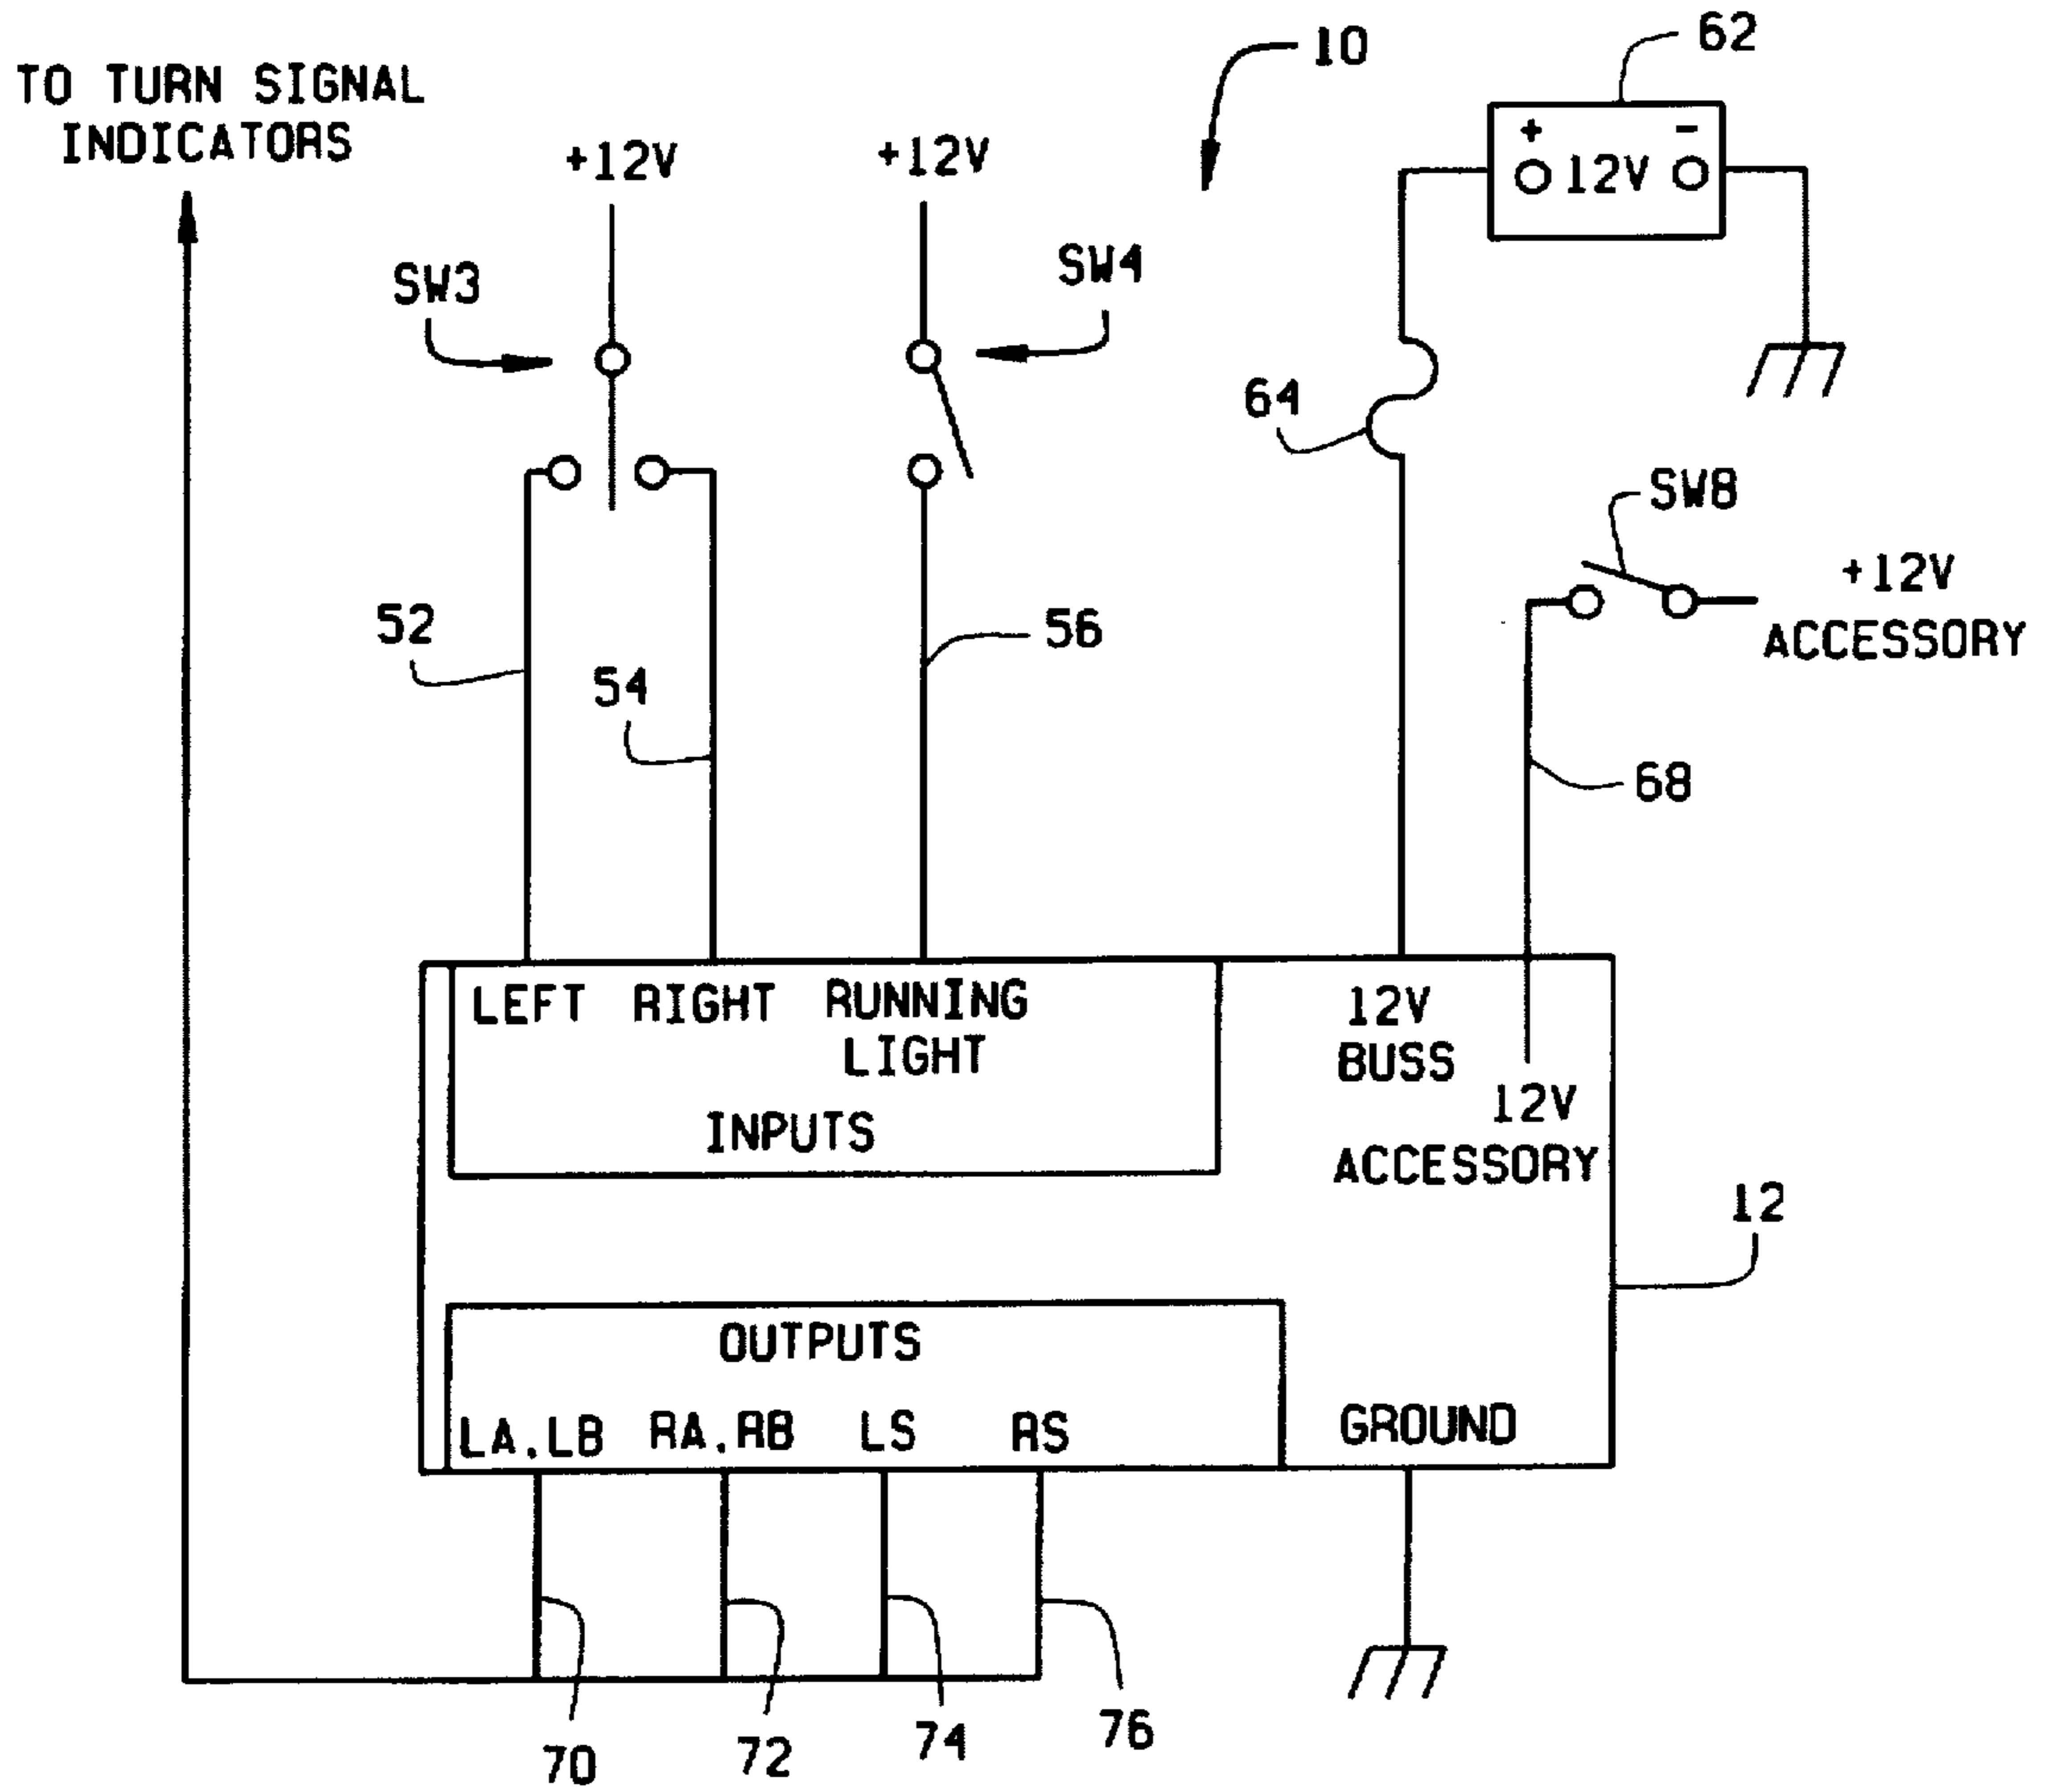 10
62
TO TURN SIGNAL
INDICATORS
+12V
+12V
+ -
12V
SW3
SW4
64
SW8
+12V
ACCESSORY
52
54
56
68
LEFT RIGHT RUNNING
LIGHT
INPUTS
12V
BUSS
12V
ACCESSORY
12
OUTPUTS
LA,LB RA,RB LS RS
GROUND
70
72
74
76